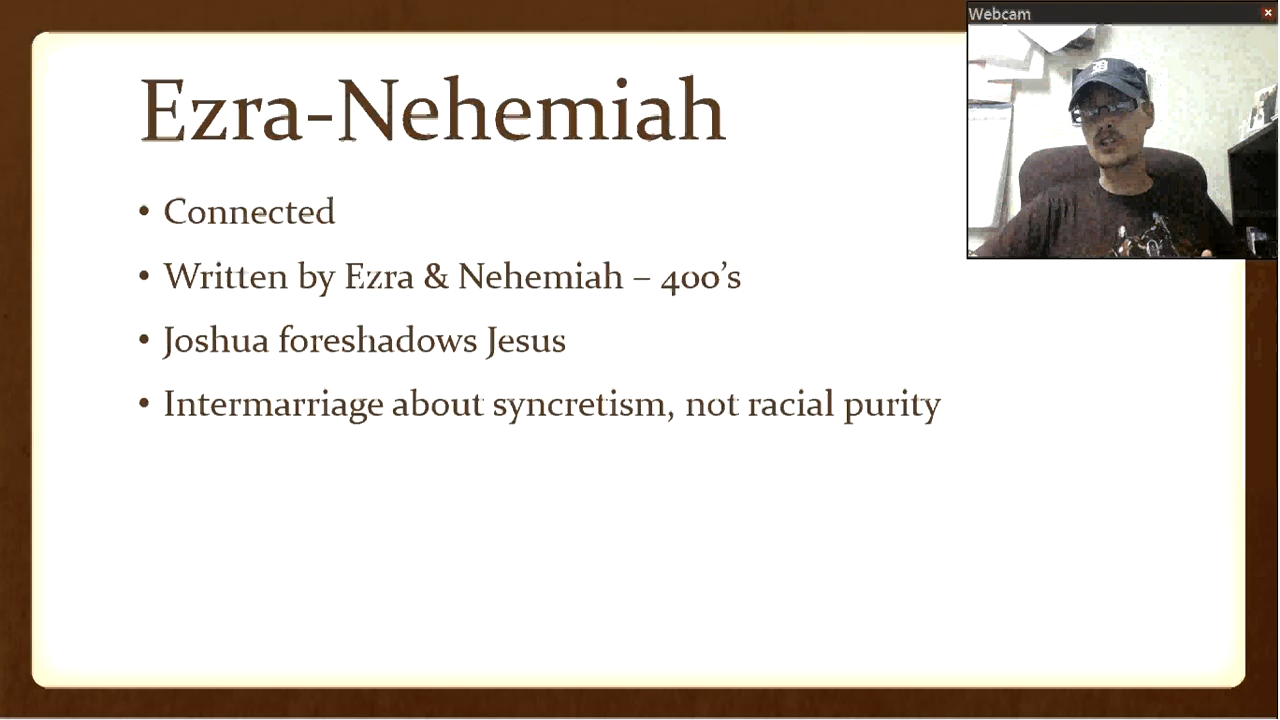 Webcam
Ezra-Nehemiah
• Connected
• Written by Ezra & Nehemiah – 400’s
• Joshua foreshadows Jesus
• Intermarriage about syncretism, not racial purity